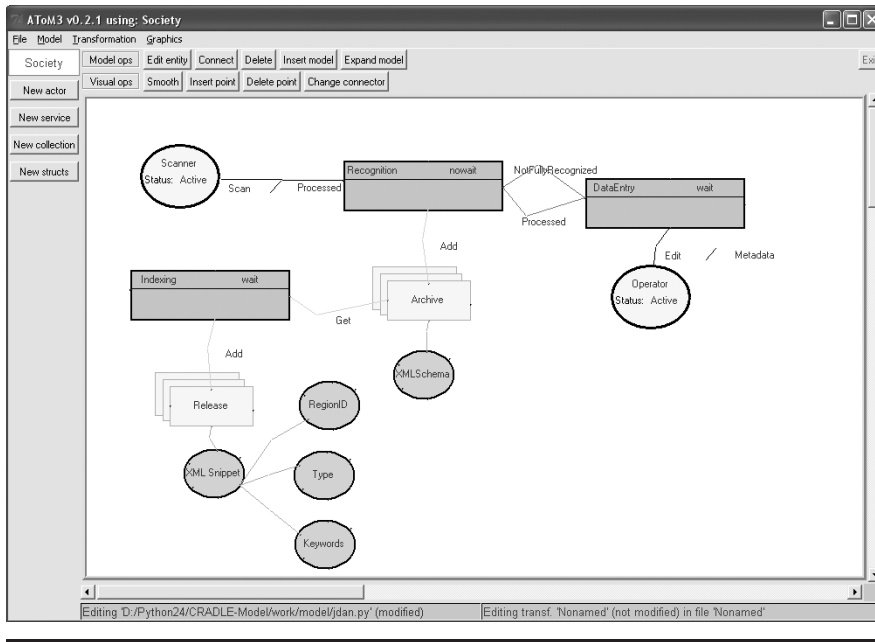 AToM3 v0.2.1 using: Society
File Model Transformation Graphics
Society
Model ops Edit entity Connect Delete Insert model Expand model
Visual ops Smooth Insert point Delete point Change connector
New actor
New service
New collection
New structs
Scanner
Status: Active
Scan
Processed
Recognition nowait
NotFullyRecognized
Processed
DataEntry wait
Edit
Metadata
Operator
Status: Active
Add
Indexing wait
Get
Archive
XMLSchema
Add
Release
RegionID
XML Snippet
Type
Keywords
Editing 'D:/Python24/CRADLE-Model/work/model/jdan.py' (modified)
Editing transf. 'Nonamed' (not modified) in file 'Nonamed'